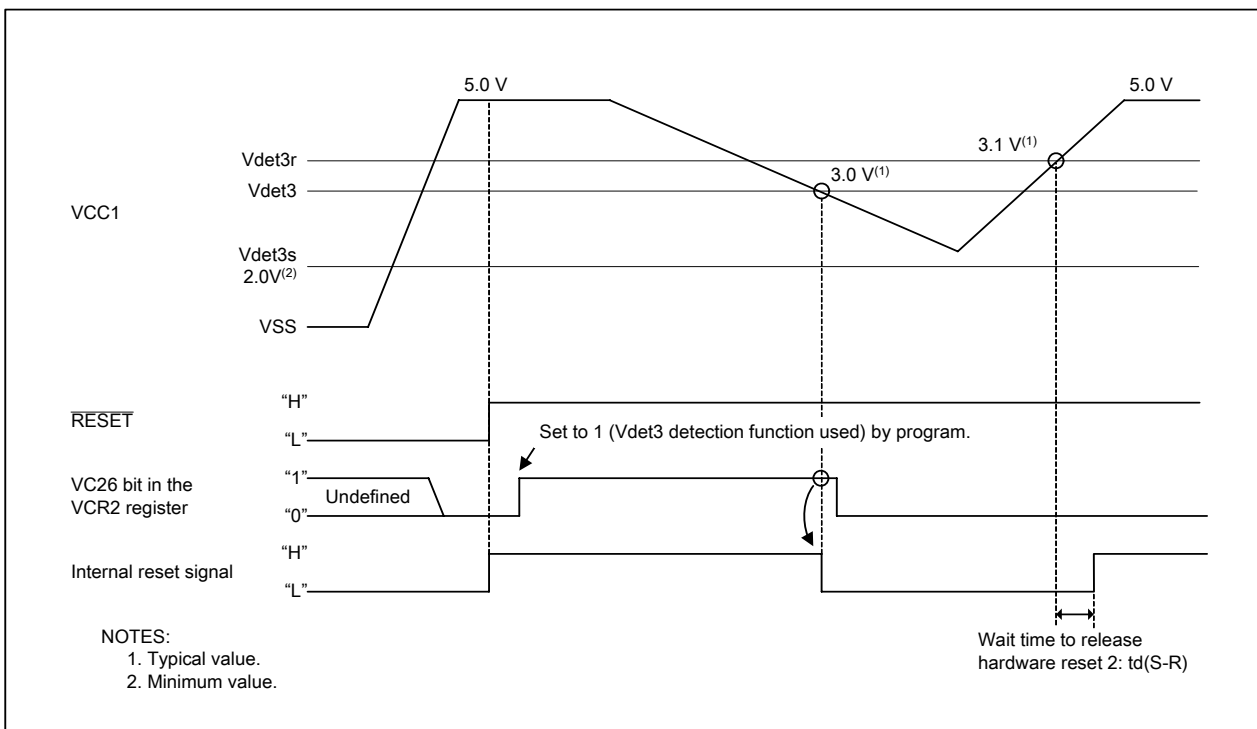 5.0 V
5.0 V
3.1 V(1)
Vdet3r
3.0 V(1)
Vdet3
VCC1
Vdet3s
2.0V(2)
VSS
RESET
“H”
“L”
Set to 1 (Vdet3 detection function used) by program.
VC26 bit in the
VCR2 register
“1”
Undefined
“0”
Internal reset signal
“H”
“L”
Wait time to release
hardware reset 2: td(S-R)
NOTES:
1. Typical value.
2. Minimum value.